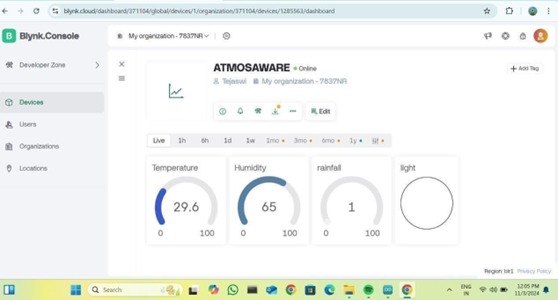 blynk.cloud/dashboard/371104/global/devices/1/organization/371104/devices/1285563/dashboard
B Blynk.Console
My organization - 7837NR
Developer Zone
Devices
Users
Organizations
Locations
ATMOSAWARE
Online
Tejaswi
My organization - 7837NR
Add Tag
Edit
Live 1h 6h 1d 1w 1mo 3mo 6mo 1y
Temperature
29.6
0 100
Humidity
65
0 100
rainfall
1
0 100
light
Region: blr1 Privacy Policy
Search
ENG
IN
12:05 PM
11/3/2024